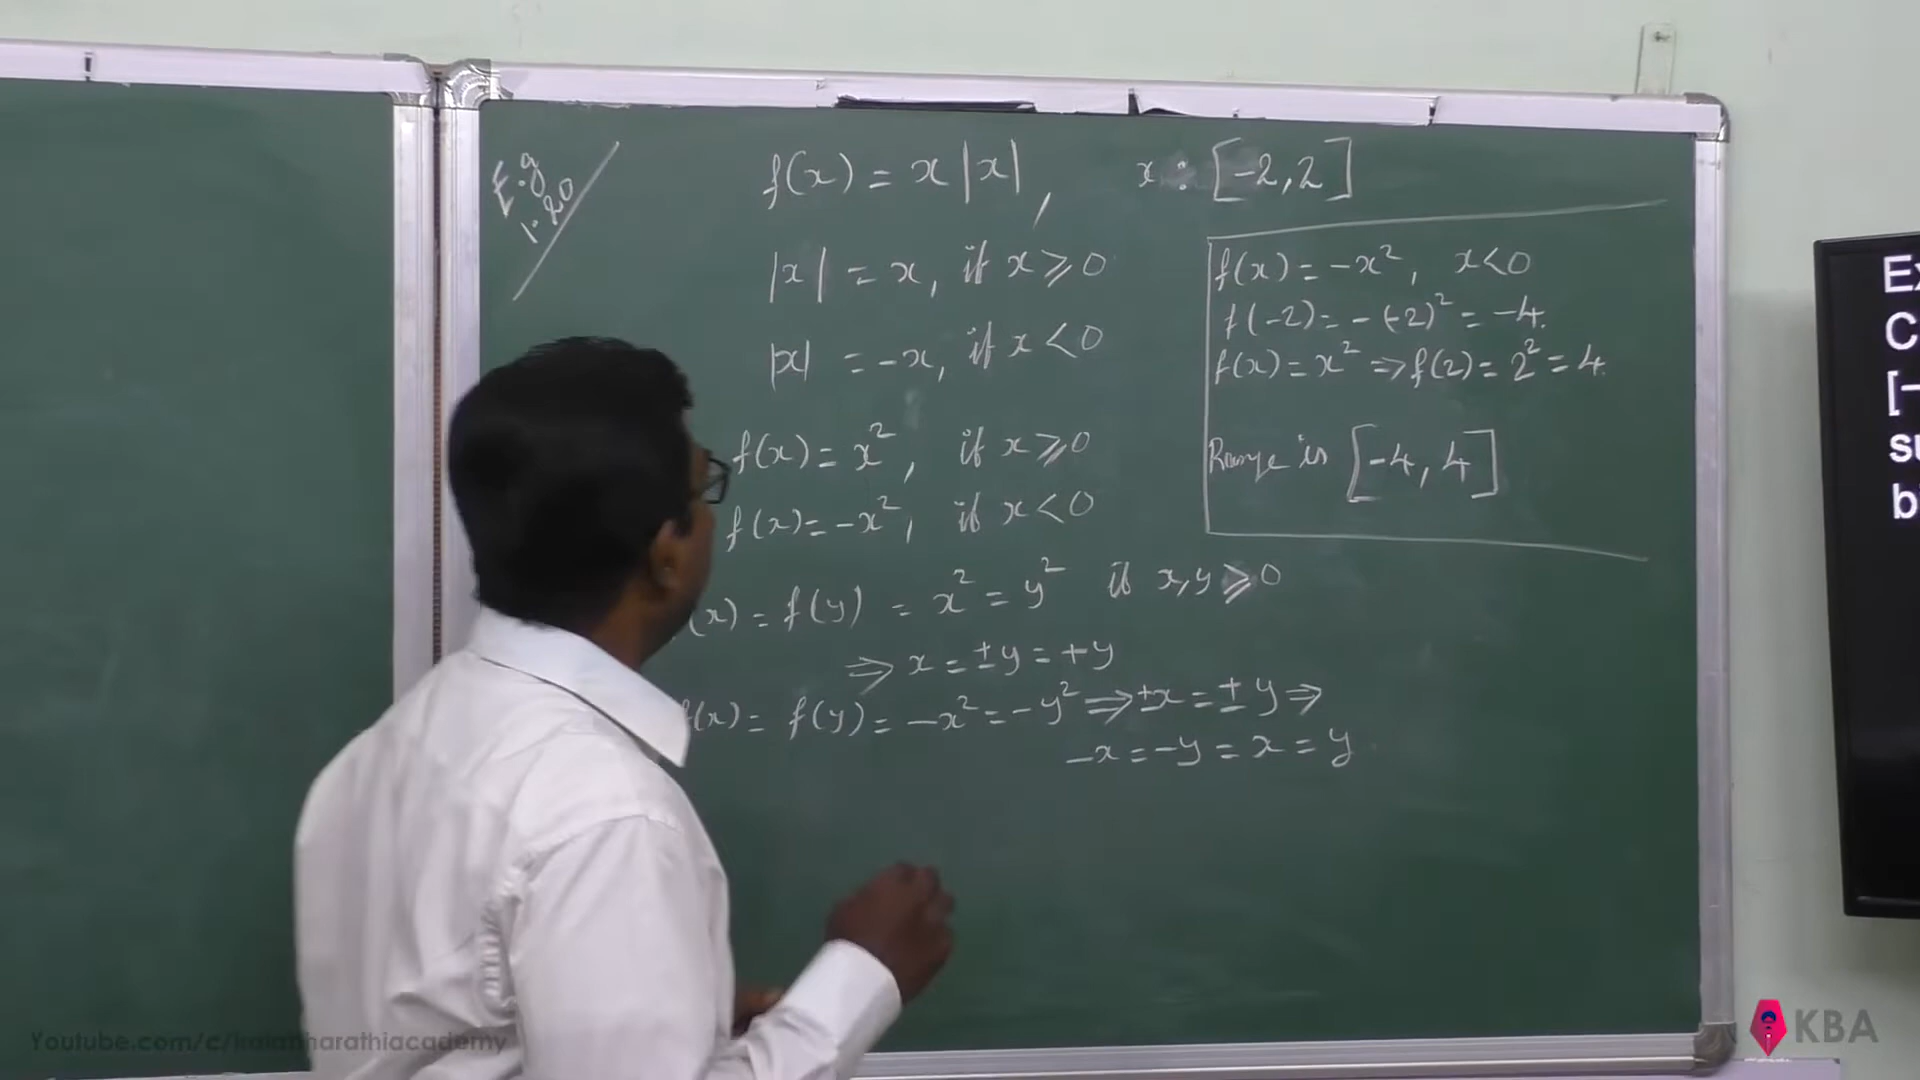 E.g 1.20
f(x) = x|x|, x : [-2,2]
|x| = x, if x ≥ 0
|x| = -x, if x < 0
f(x) = x², if x ≥ 0
f(x) = -x², if x < 0
(x) = f(y) = x² = y² if x,y ≥ 0
⇒ x = ±y = +y
f(x) = f(y) = -x² = -y² ⇒ ±x = ±y ⇒
-x = -y = x = y
f(x) = -x², x<0
f(-2) = -(-2)² = -4.
f(x) = x² ⇒ f(2) = 2² = 4.
Range is [-4, 4]
Ex
C
[-
su
b
Youtube.com/c/kalabharathiacademy
KBA